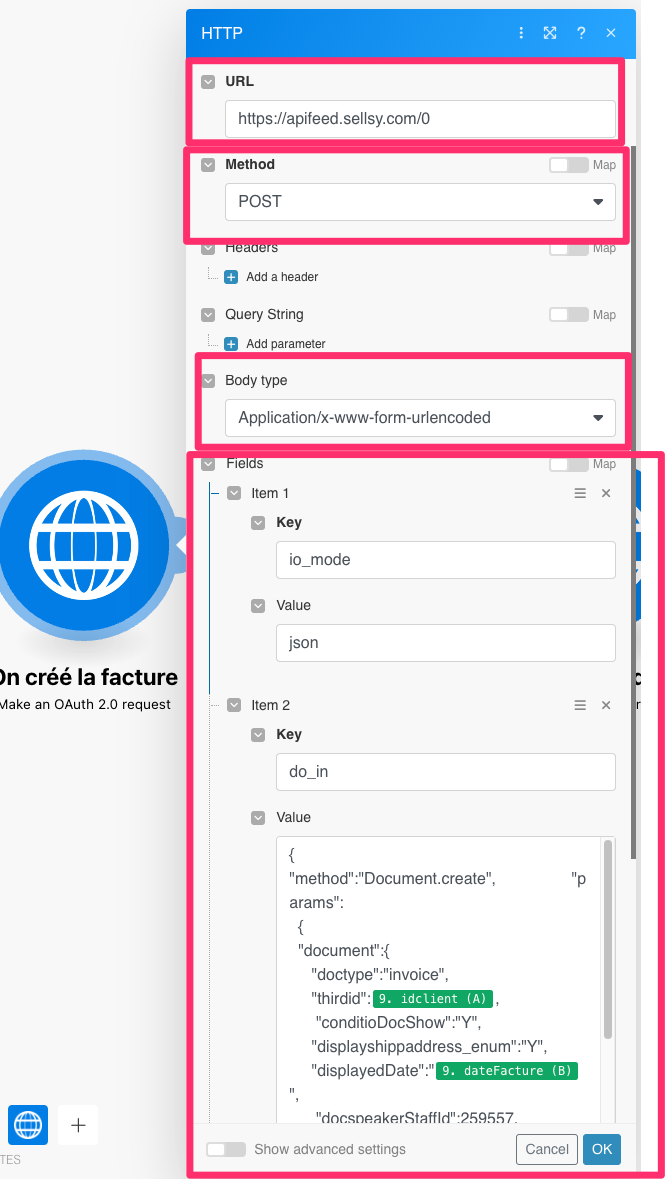 HTTP
URL
https://apifeed.sellsy.com/0
Method
Map
POST
Headers
Map
Add a header
Query String
Map
Add parameter
Body type
Application/x-www-form-urlencoded
Fields
Map
Item 1
Key
io_mode
Value
json
Item 2
Key
do_in
Value
{
"method":"Document.create", "p
arams":
{
"document":{
"doctype":"invoice",
"thirdid": 9. idclient (A) ,
"conditioDocShow":"Y",
"displayshippaddress_enum":"Y",
"displayedDate":" 9. dateFacture (B)
",
"docspeakerStaffId":259557,
Show advanced settings
Cancel
OK
On créé la facture
Make an OAuth 2.0 request
TES